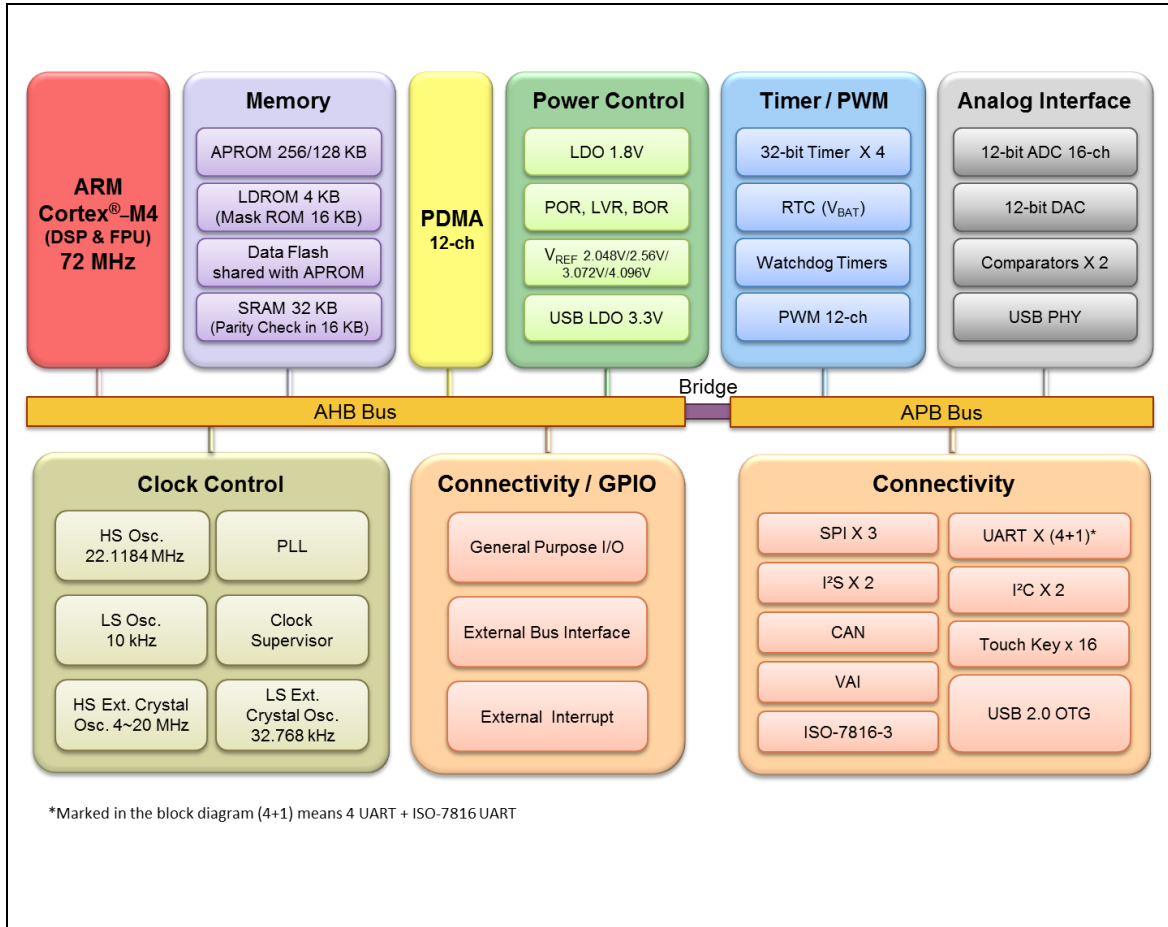 ARM
Cortex®–M4
(DSP & FPU)
72 MHz
Memory
APROM 256/128 KB
LDROM 4 KB
(Mask ROM 16 KB)
Data Flash
shared with APROM
SRAM 32 KB
(Parity Check in 16 KB)
PDMA
12-ch
Power Control
LDO 1.8V
POR, LVR, BOR
VREF 2.048V/2.56V/
3.072V/4.096V
USB LDO 3.3V
Timer / PWM
32-bit Timer X 4
RTC (VBAT)
Watchdog Timers
PWM 12-ch
Analog Interface
12-bit ADC 16-ch
12-bit DAC
Comparators X 2
USB PHY
AHB Bus
Bridge
APB Bus
Clock Control
HS Osc.
22.1184 MHz
PLL
LS Osc.
10 kHz
Clock
Supervisor
HS Ext. Crystal
Osc. 4~20 MHz
LS Ext.
Crystal Osc.
32.768 kHz
Connectivity / GPIO
General Purpose I/O
External Bus Interface
External Interrupt
Connectivity
SPI X 3
UART X (4+1)*
I²S X 2
I²C X 2
CAN
Touch Key x 16
VAI
USB 2.0 OTG
ISO-7816-3
*Marked in the block diagram (4+1) means 4 UART + ISO-7816 UART